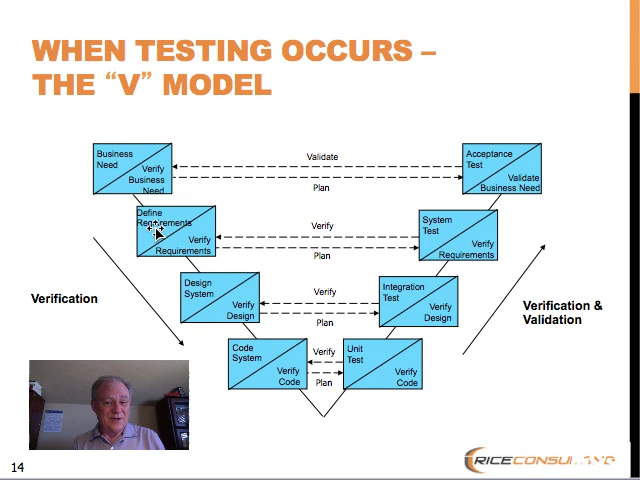 WHEN TESTING OCCURS –
THE “V” MODEL
Business
Need
Verify
Business
Need
Validate
Plan
Acceptance
Test
Validate
Business Need
Define
Requirements
Verify
Requirements
Verify
Plan
System
Test
Verify
Requirements
Design
System
Verify
Design
Verify
Plan
Integration
Test
Verify
Design
Verification
Verification &
Validation
Code
System
Verify
Code
Verify
Plan
Unit
Test
Verify
Code
14